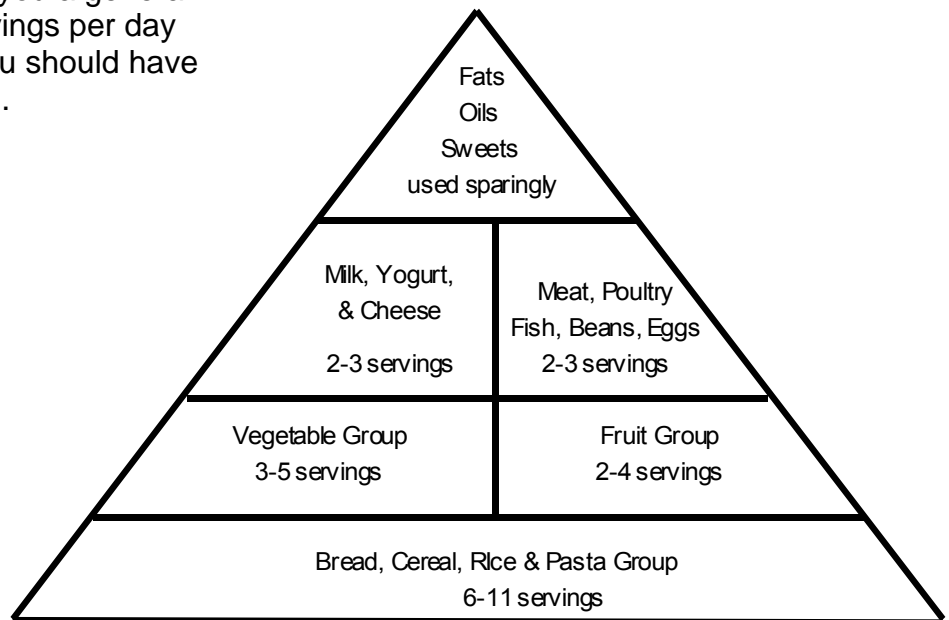 vings per day
u should have
.
Fats
Oils
Sweets
used sparingly
Milk, Yogurt,
& Cheese
2-3 servings
Meat, Poultry
Fish, Beans, Eggs
2-3 servings
Vegetable Group
3-5 servings
Fruit Group
2-4 servings
Bread, Cereal, RIce & Pasta Group
6-11 servings